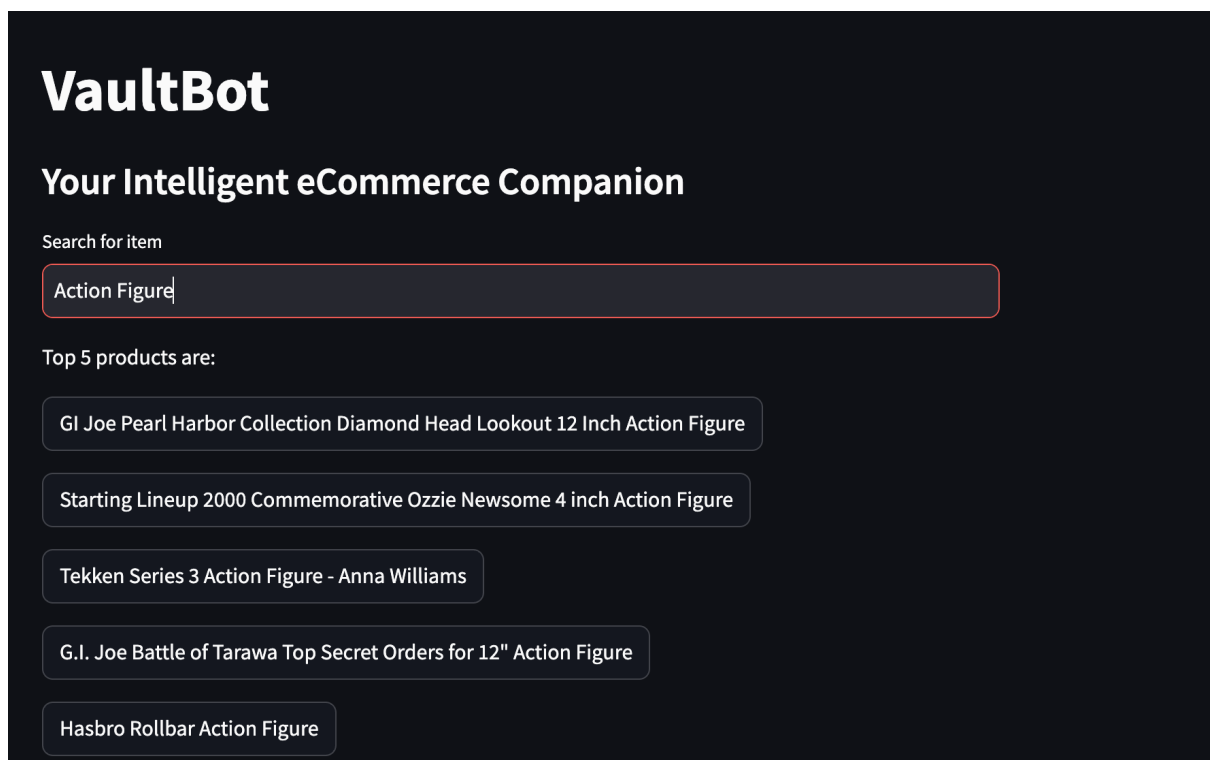 VaultBot
Your Intelligent eCommerce Companion
Search for item
Action Figure
Top 5 products are:
GI Joe Pearl Harbor Collection Diamond Head Lookout 12 Inch Action Figure
Starting Lineup 2000 Commemorative Ozzie Newsome 4 inch Action Figure
Tekken Series 3 Action Figure - Anna Williams
G.I. Joe Battle of Tarawa Top Secret Orders for 12" Action Figure
Hasbro Rollbar Action Figure